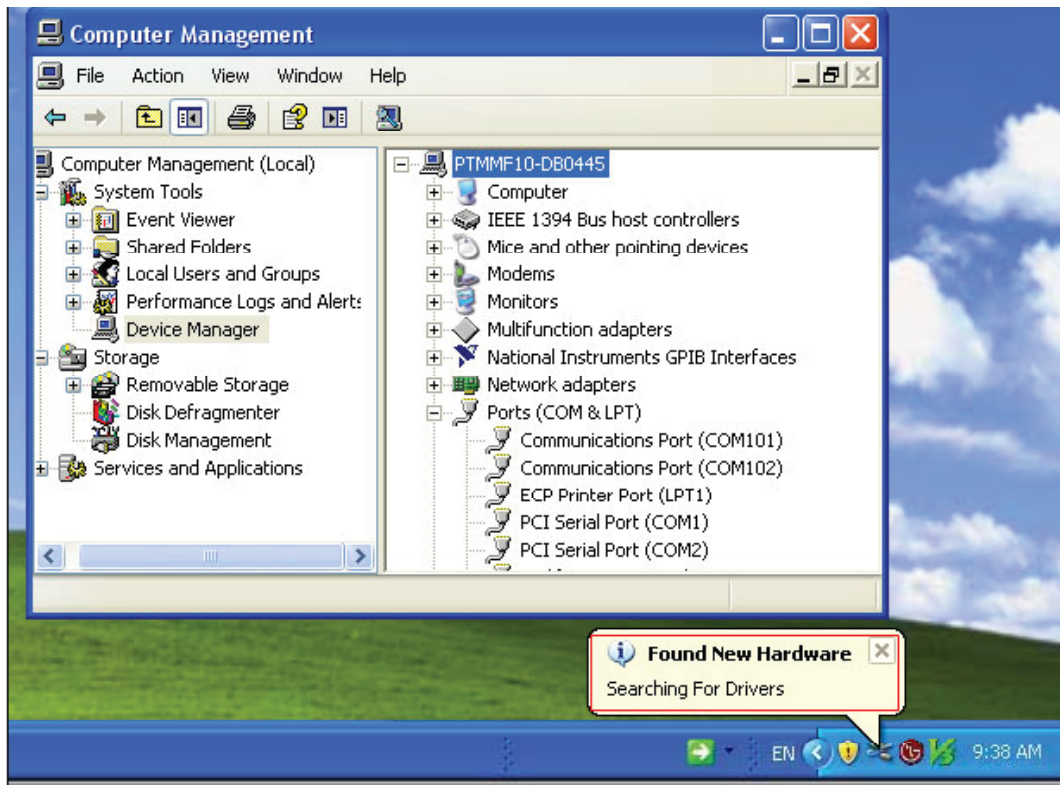 Computer Management
File Action View Window Help
Computer Management (Local)
System Tools
Event Viewer
Shared Folders
Local Users and Groups
Performance Logs and Alerts
Device Manager
Storage
Removable Storage
Disk Defragmenter
Disk Management
Services and Applications
PTMMF10-DB0445
Computer
IEEE 1394 Bus host controllers
Mice and other pointing devices
Modems
Monitors
Multifunction adapters
National Instruments GPIB Interfaces
Network adapters
Ports (COM & LPT)
Communications Port (COM101)
Communications Port (COM102)
ECP Printer Port (LPT1)
PCI Serial Port (COM1)
PCI Serial Port (COM2)
Found New Hardware
Searching For Drivers
EN 9:38 AM